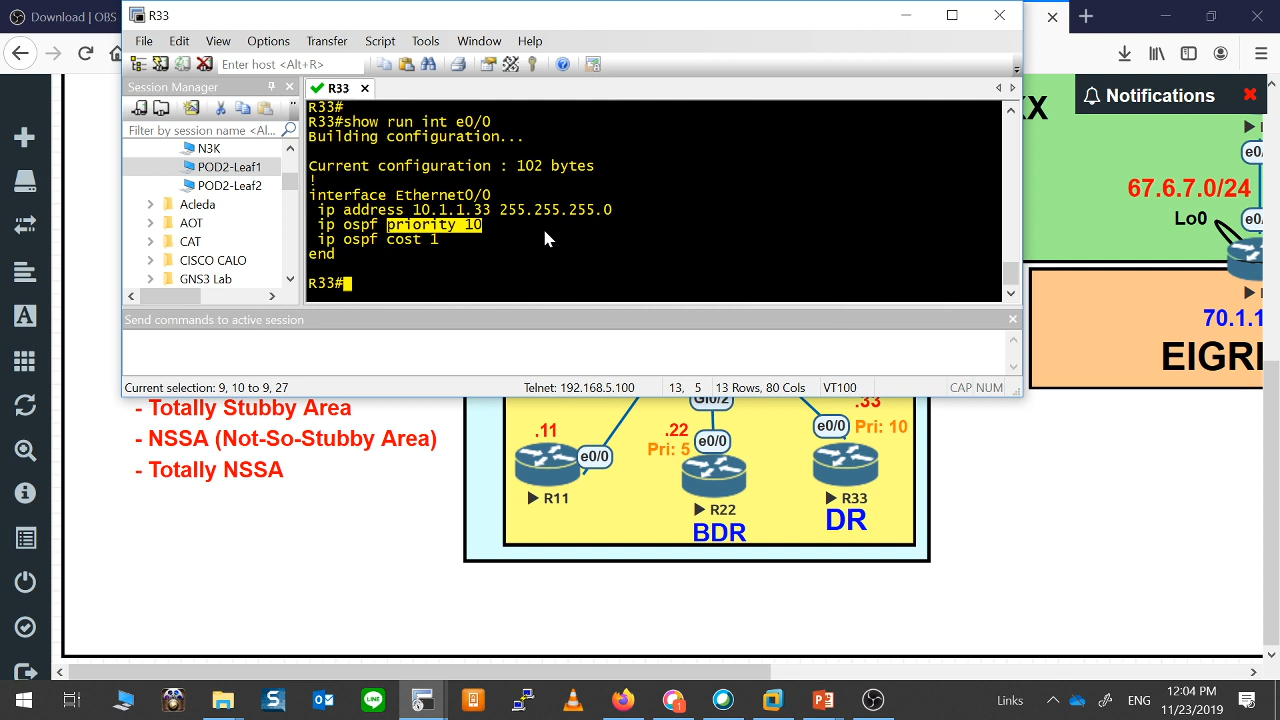 Download | OBS
R33
File Edit View Options Transfer Script Tools Window Help
Enter host <Alt+R>
Session Manager
R33
Filter by session name <Al...
N3K
POD2-Leaf1
POD2-Leaf2
Acleda
AOT
CAT
CISCO CALO
GNS3 Lab
R33#
R33#show run int e0/0
Building configuration...
Current configuration : 102 bytes
!
interface Ethernet0/0
ip address 10.1.1.33 255.255.255.0
ip ospf priority 10
ip ospf cost 1
end
R33#
Send commands to active session
Current selection: 9, 10 to 9, 27
Telnet: 192.168.5.100 13, 5 13 Rows, 80 Cols VT100 CAP NUM
Notifications
e0/
67.6.7.0/24
Lo0
e0/
70.1.1
EIGR
- Totally Stubby Area
- NSSA (Not-So-Stubby Area)
- Totally NSSA
Gi0/2
.11
e0/0
R11
.22
Pri: 5
e0/0
R22
BDR
.33
e0/0
Pri: 10
R33
DR
Links
ENG
12:04 PM
11/23/2019